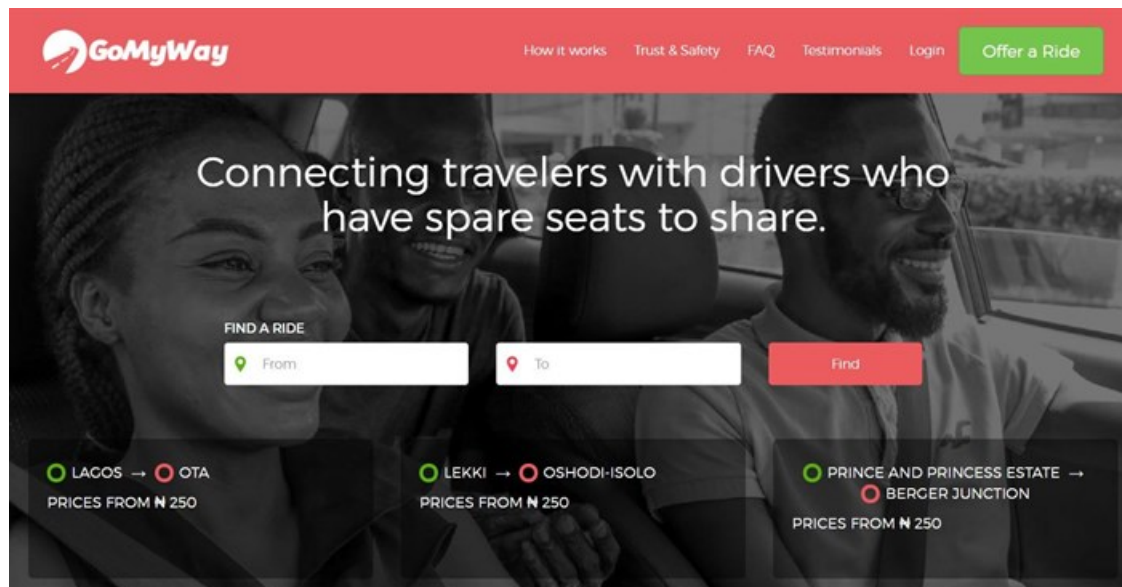 GoMyWay
How it works Trust & Safety FAQ Testimonials Login Offer a Ride
Connecting travelers with drivers who
have spare seats to share.
FIND A RIDE
From To Find
LAGOS → OTA
PRICES FROM ₦ 250
LEKKI → OSHODI-ISOLO
PRICES FROM ₦ 250
PRINCE AND PRINCESS ESTATE →
BERGER JUNCTION
PRICES FROM ₦ 250